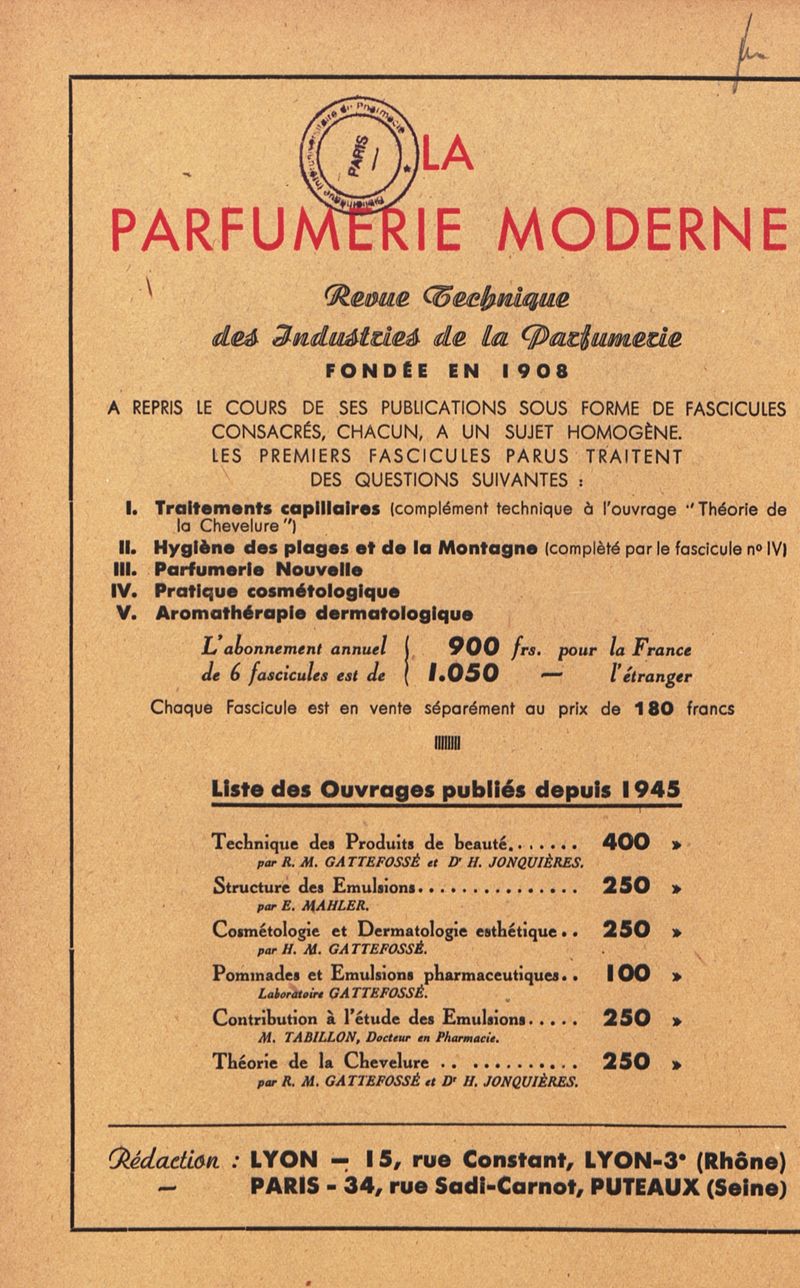 Bibliothèque Interuniversitaire de Pharmacie
PARIS
LA
PARFUMERIE MODERNE
Revue Technique
des Industries de la Parfumerie
FONDÉE EN 1908
A REPRIS LE COURS DE SES PUBLICATIONS SOUS FORME DE FASCICULES
CONSACRÉS, CHACUN, A UN SUJET HOMOGÈNE.
LES PREMIERS FASCICULES PARUS TRAITENT
DES QUESTIONS SUIVANTES :
I. Traitements capillaires (complément technique à l'ouvrage "Théorie de
la Chevelure")
II. Hygiène des plages et de la Montagne (complèté par le fascicule nº IV)
III. Parfumerie Nouvelle
IV. Pratique cosmétologique
V. Aromathérapie dermatologique
L'abonnement annuel { 900 frs. pour la France
de 6 fascicules est de { 1.050 — l'étranger
Chaque Fascicule est en vente séparément au prix de 180 francs
Liste des Ouvrages publiés depuis 1945
Technique des Produits de beauté....... 400 »
par R. M. GATTEFOSSÉ et Dr H. JONQUIÈRES.
Structure des Emulsions............... 250 »
par E. MAHLER.
Cosmétologie et Dermatologie esthétique.. 250 »
par H. M. GATTEFOSSÉ.
Pommades et Emulsions pharmaceutiques.. 100 »
Laboratoire GATTEFOSSÉ.
Contribution à l'étude des Emulsions..... 250 »
M. TABILLON, Docteur en Pharmacie.
Théorie de la Chevelure .. .......... 250 »
par R. M. GATTEFOSSÉ et Dr H. JONQUIÈRES.
Rédaction : LYON — 15, rue Constant, LYON-3e (Rhône)
— PARIS - 34, rue Sadi-Carnot, PUTEAUX (Seine)